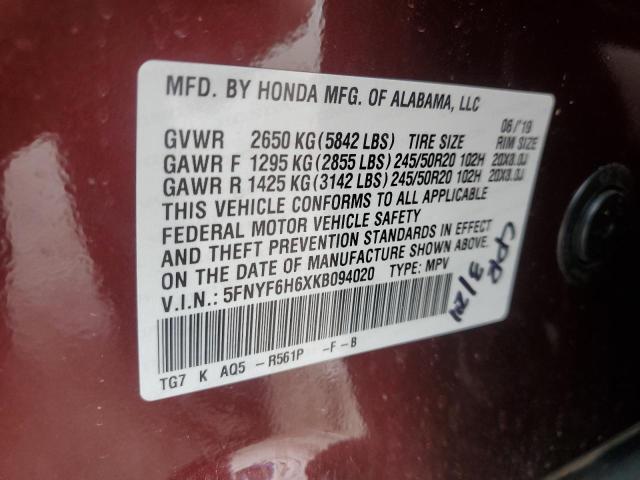 MFD. BY HONDA MFG. OF ALABAMA, LLC
06/'19
GVWR 2650 KG (5842 LBS) TIRE SIZE RIM SIZE
GAWR F 1295 KG (2855 LBS) 245/50R20 102H 20X8.0J
GAWR R 1425 KG (3142 LBS) 245/50R20 102H 20X8.0J
THIS VEHICLE CONFORMS TO ALL APPLICABLE
FEDERAL MOTOR VEHICLE SAFETY
AND THEFT PREVENTION STANDARDS IN EFFECT
ON THE DATE OF MANUFACTURE SHOWN ABOVE.
V.I.N.: 5FNYF6H6XKB094020 TYPE: MPV
TG7 K AQ5 -R561P -F-B
CPR
3/24